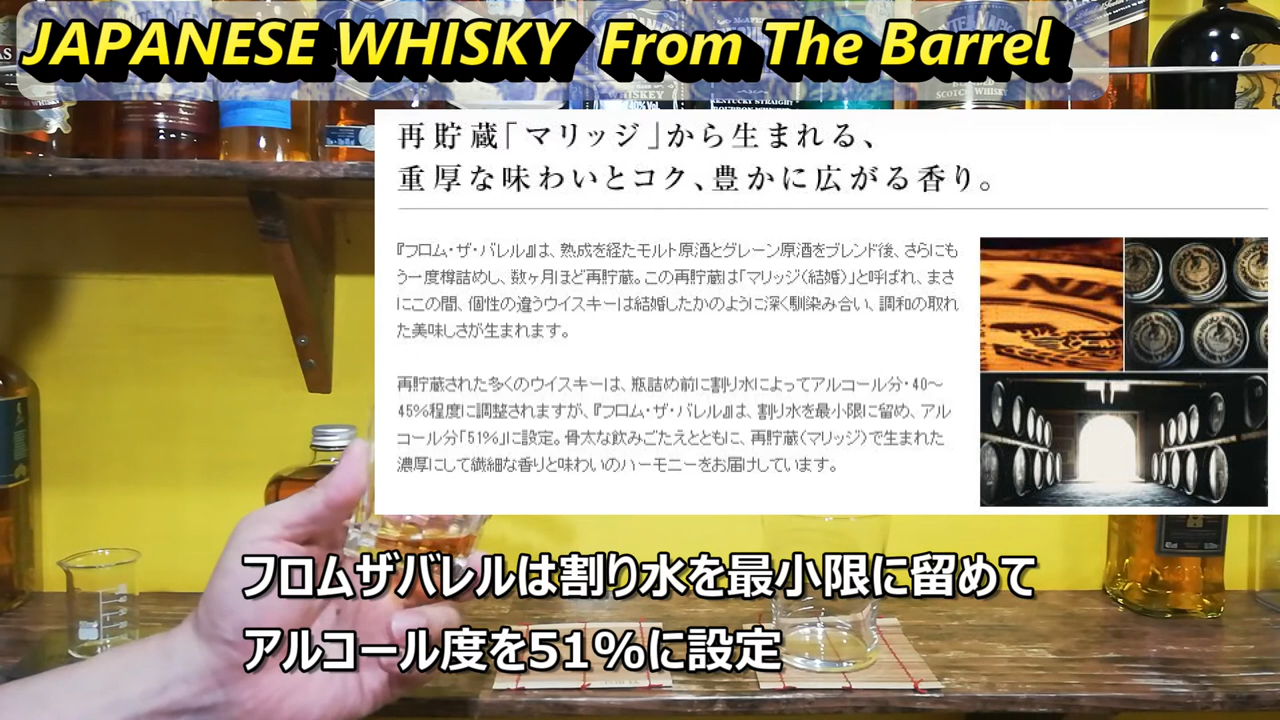 JAPANESE WHISKY From The Barrel
再貯蔵「マリッジ」から生まれる、
重厚な味わいとコク、豊かに広がる香り。
『フロム・ザ・バレル』は、熟成を経たモルト原酒とグレーン原酒をブレンド後、さらにも
う一度樽詰めし、数ヶ月ほど再貯蔵。この再貯蔵は「マリッジ(結婚)」と呼ばれ、まさ
にこの間、個性の違うウイスキーは結婚したかのように深く馴染み合い、調和の取れ
た美味しさが生まれます。
再貯蔵された多くのウイスキーは、瓶詰め前に割り水によってアルコール分・40〜
45%程度に調整されますが、『フロム・ザ・バレル』は、割り水を最小限に留め、アル
コール分「51%」に設定。骨太な飲みごたえとともに、再貯蔵(マリッジ)で生まれた
濃厚にして繊細な香りと味わいのハーモニーをお届けしています。
フロムザバレルは割り水を最小限に留めて
アルコール度を51%に設定